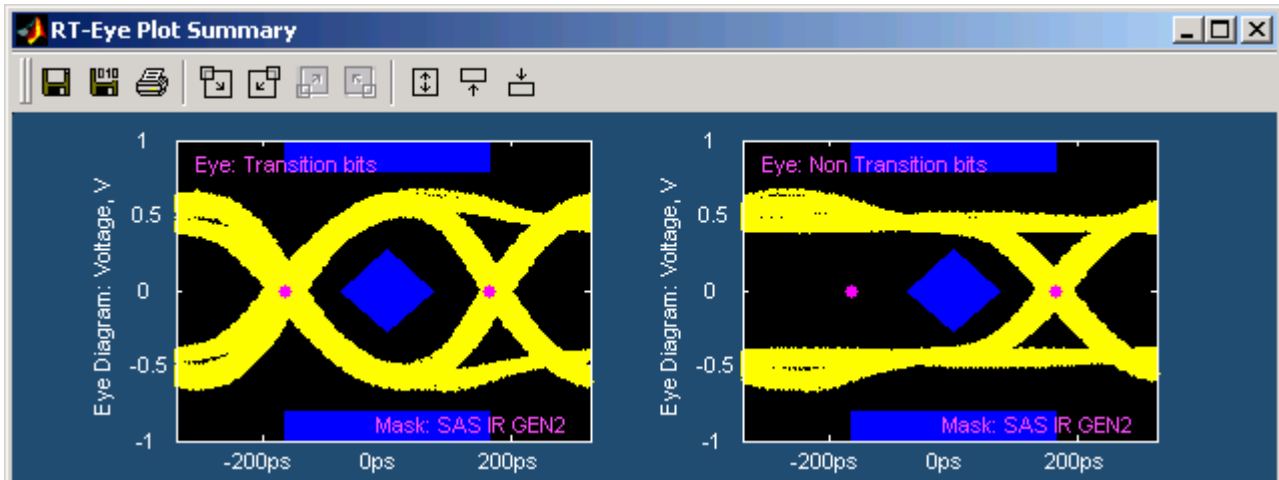 RT-Eye Plot Summary
010
Eye Diagram: Voltage, V
1
0.5
0
-0.5
-1
Eye: Transition bits
Mask: SAS IR GEN2
-200ps 0ps 200ps
Eye Diagram: Voltage, V
1
0.5
0
-0.5
-1
Eye: Non Transition bits
Mask: SAS IR GEN2
-200ps 0ps 200ps